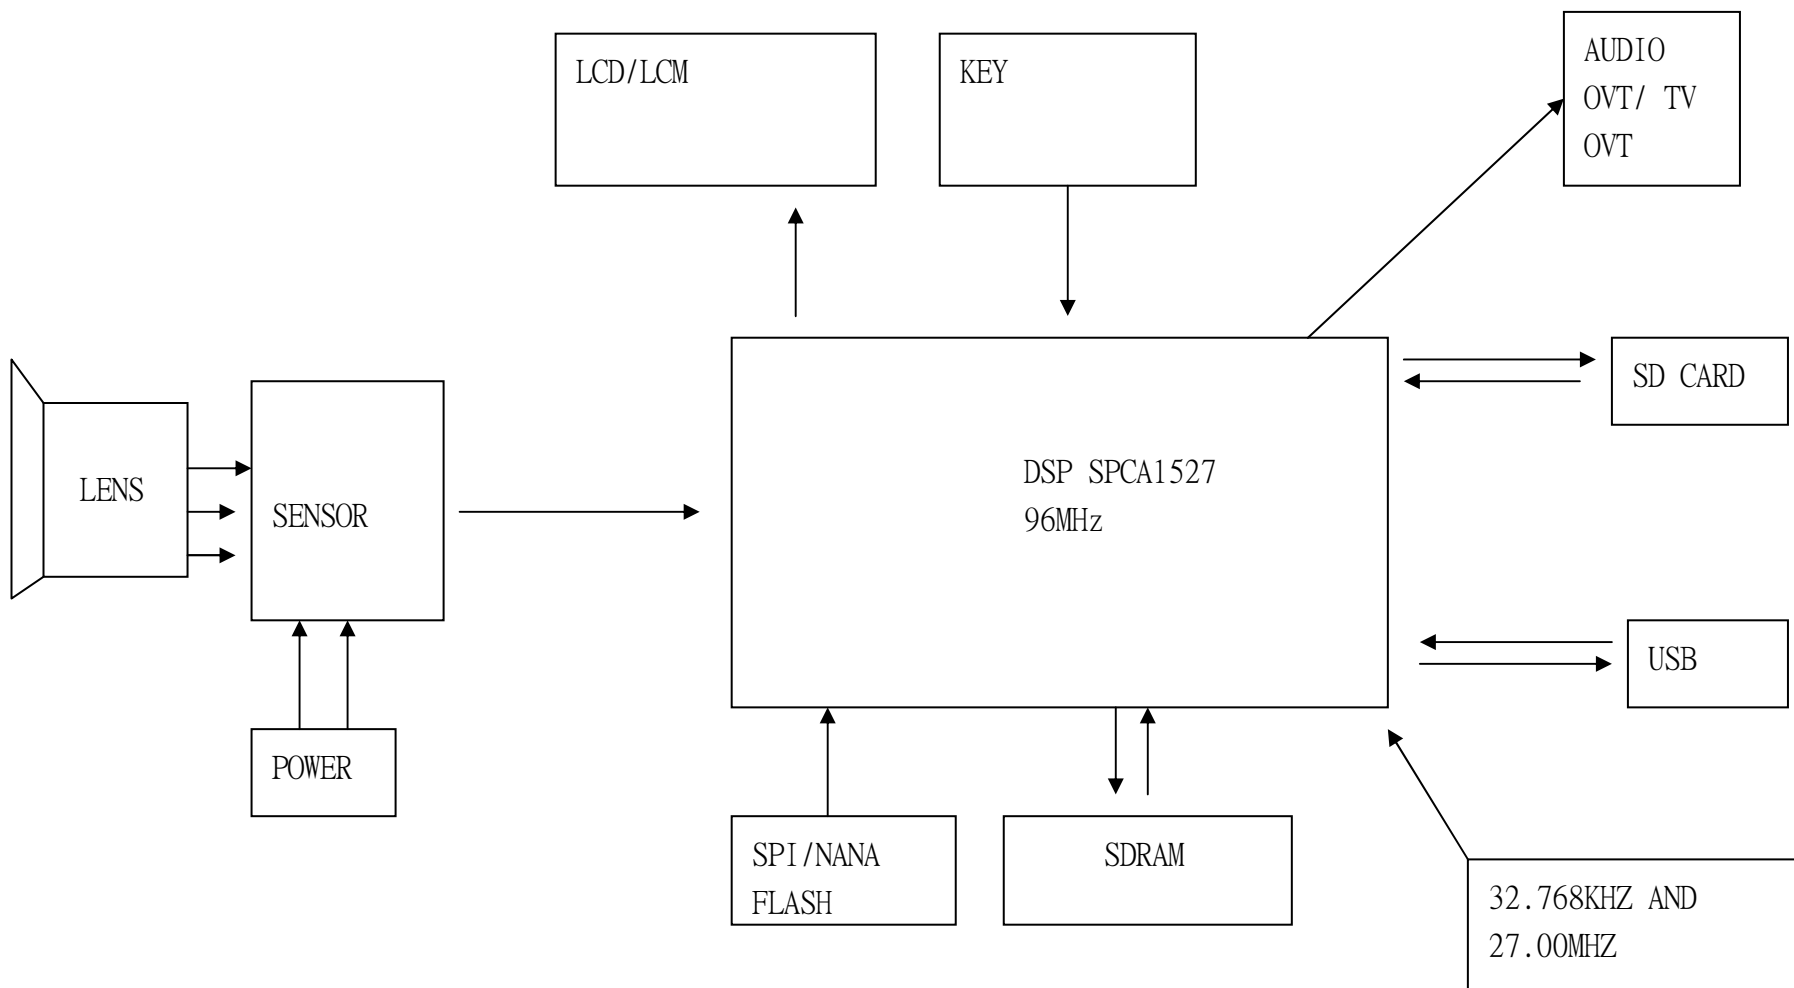 LCD/LCM
KEY
AUDIO
OVT/ TV
OVT
SD CARD
LENS
SENSOR
DSP SPCA1527
96MHz
USB
POWER
SPI/NANA
FLASH
SDRAM
32.768KHZ AND
27.00MHZ